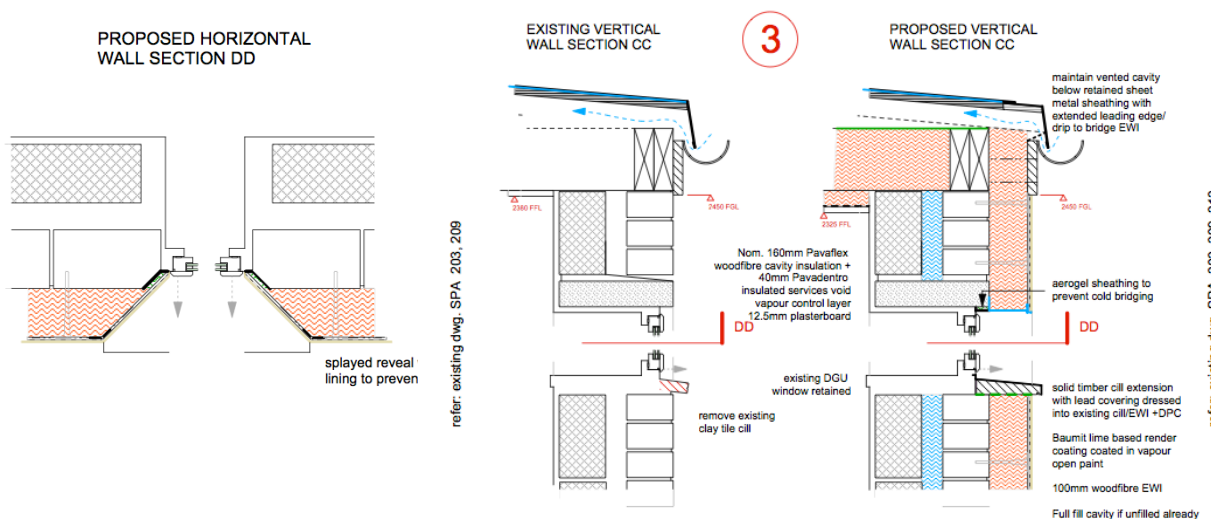 PROPOSED HORIZONTAL
WALL SECTION DD
splayed reveal
lining to preven
refer: existing dwg. SPA 203, 209
EXISTING VERTICAL
WALL SECTION CC
3
PROPOSED VERTICAL
WALL SECTION CC
maintain vented cavity
below retained sheet
metal sheathing with
extended leading edge/
drip to bridge EWI
2360 FFL
2450 FGL
2325 FFL
2450 FGL
Nom. 160mm Pavaflex
woodfibre cavity insulation +
40mm Pavadentro
insulated services void
vapour control layer
12.5mm plasterboard
aerogel sheathing to
prevent cold bridging
DD
DD
existing DGU
window retained
remove existing
clay tile cill
solid timber cill extension
with lead covering dressed
into existing cill/EWI +DPC
Baumit lime based render
coating coated in vapour
open paint
100mm woodfibre EWI
Full fill cavity if unfilled already